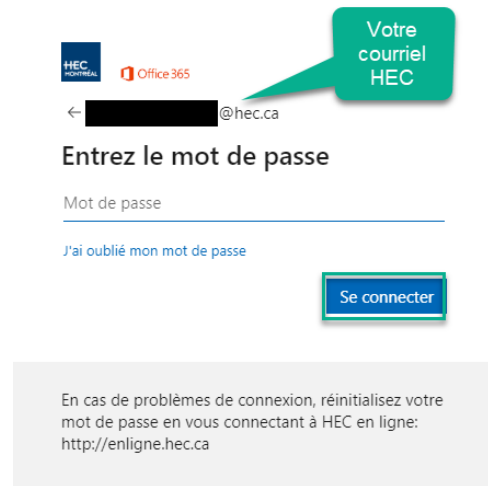 Votre
courriel
HEC
HEC
MONTRÉAL
Office 365
← @hec.ca
Entrez le mot de passe
Mot de passe
J'ai oublié mon mot de passe
Se connecter
En cas de problèmes de connexion, réinitialisez votre
mot de passe en vous connectant à HEC en ligne:
http://enligne.hec.ca